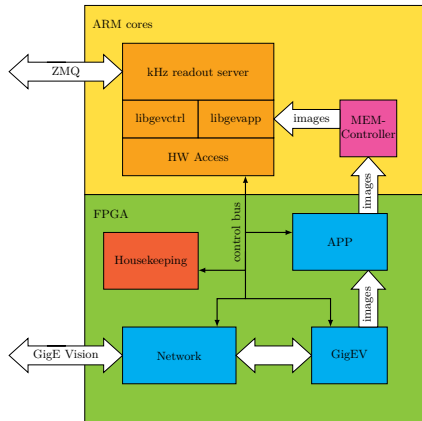 ARM cores
ZMQ
kHz readout server
libgevctrl
libgevapp
images
MEM-
Controller
HW Access
images
FPGA
control bus
APP
Housekeeping
images
GigE Vision
Network
GigEV